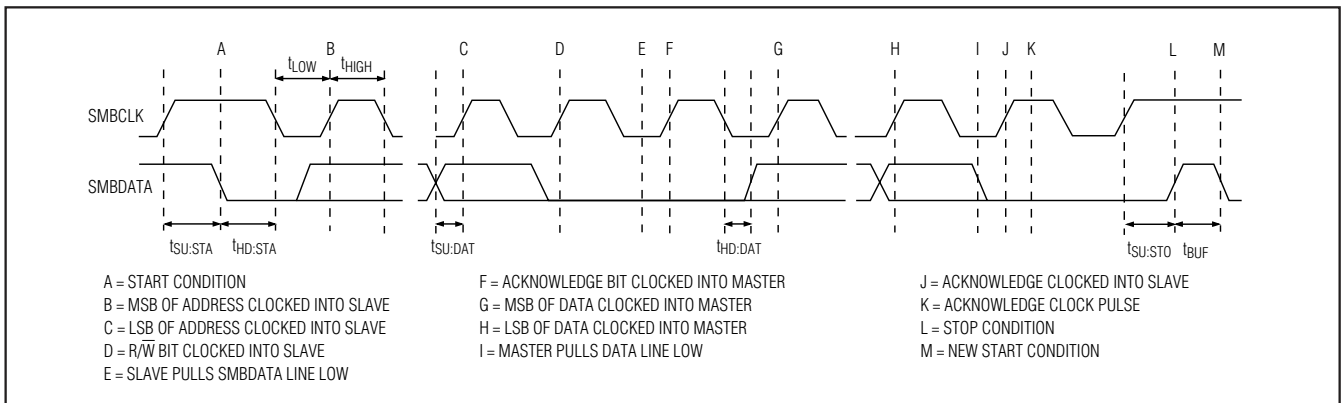 A B C D E F G H I J K L M
tLOW tHIGH
SMBCLK
SMBDATA
tSU:STA tHD:STA tSU:DAT tHD:DAT tSU:STO tBUF
A = START CONDITION
B = MSB OF ADDRESS CLOCKED INTO SLAVE
C = LSB OF ADDRESS CLOCKED INTO SLAVE
D = R/W̅ BIT CLOCKED INTO SLAVE
E = SLAVE PULLS SMBDATA LINE LOW
F = ACKNOWLEDGE BIT CLOCKED INTO MASTER
G = MSB OF DATA CLOCKED INTO MASTER
H = LSB OF DATA CLOCKED INTO MASTER
I = MASTER PULLS DATA LINE LOW
J = ACKNOWLEDGE CLOCKED INTO SLAVE
K = ACKNOWLEDGE CLOCK PULSE
L = STOP CONDITION
M = NEW START CONDITION